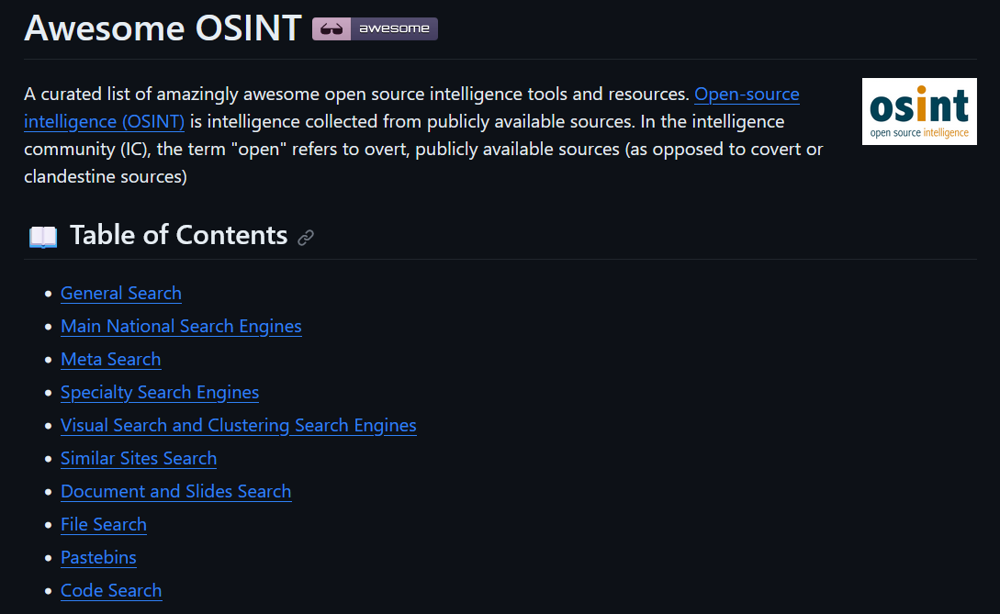 Awesome OSINT awesome
A curated list of amazingly awesome open source intelligence tools and resources. Open-source
intelligence (OSINT) is intelligence collected from publicly available sources. In the intelligence
community (IC), the term "open" refers to overt, publicly available sources (as opposed to covert or
clandestine sources)
osint
open source intelligence
Table of Contents
General Search
Main National Search Engines
Meta Search
Specialty Search Engines
Visual Search and Clustering Search Engines
Similar Sites Search
Document and Slides Search
File Search
Pastebins
Code Search